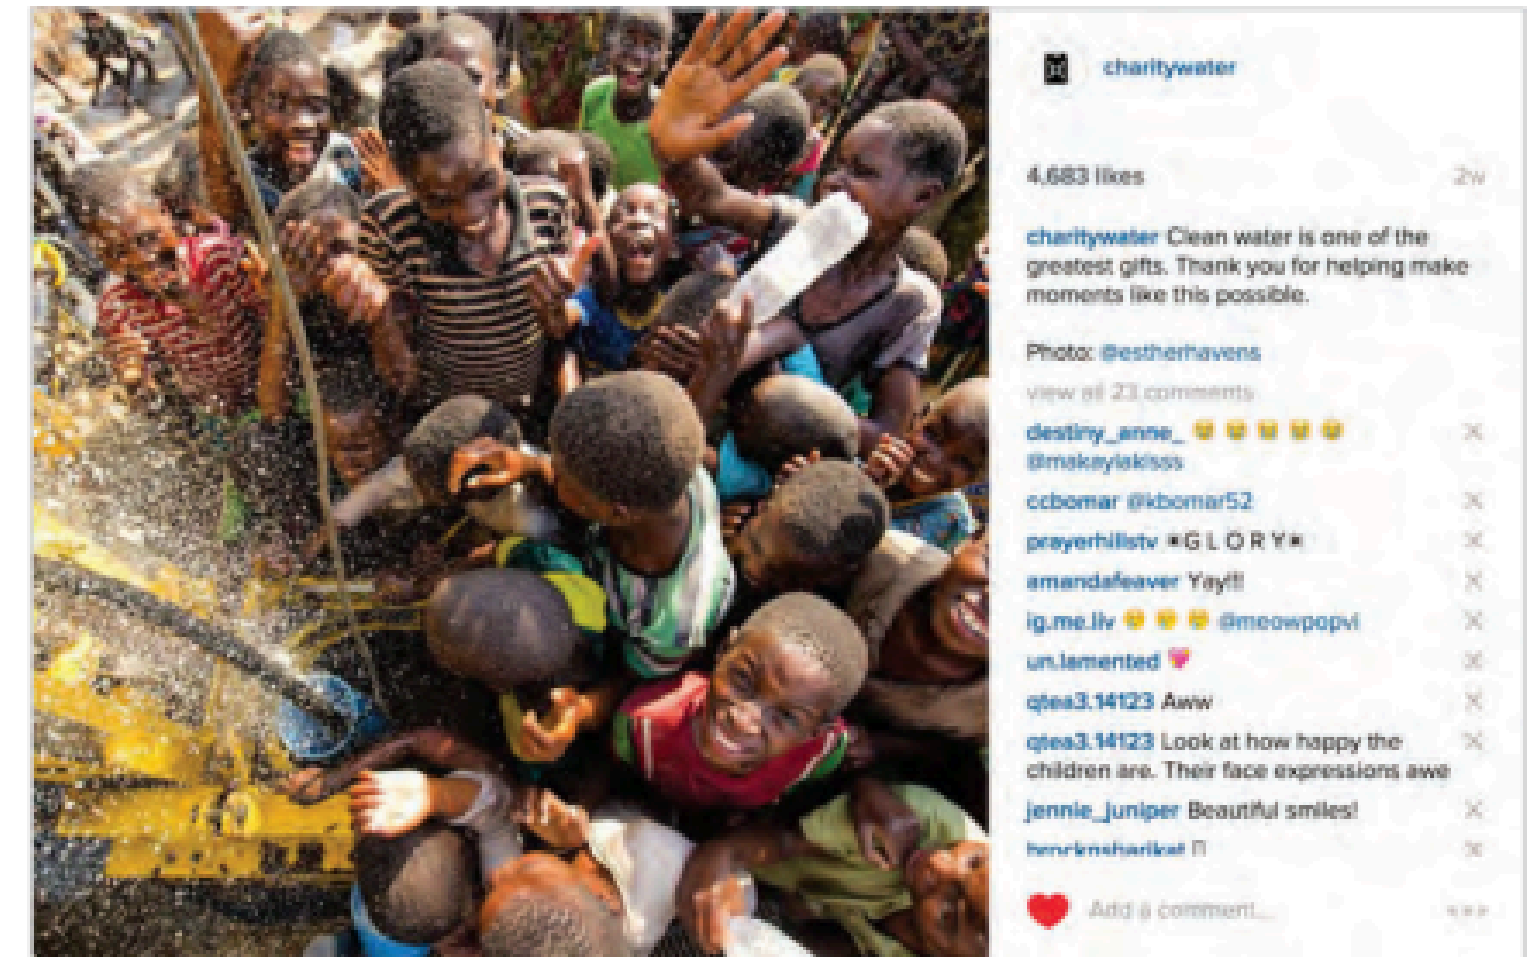 charitywater
4,683 likes
2w
charitywater Clean water is one of the
greatest gifts. Thank you for helping make
moments like this possible.
Photo: @estherhavens
view all 23 comments
destiny_anne_
@makaylakisss
ccbomar @kbomar52
prayerhillstv G L O R Y
amandafeaver Yay!!!
ig.me.liv @meowpopvi
un.lamented
qtea3.14123 Aww
qtea3.14123 Look at how happy the
children are. Their face expressions awe
jennie_juniper Beautiful smiles!
Add a comment...